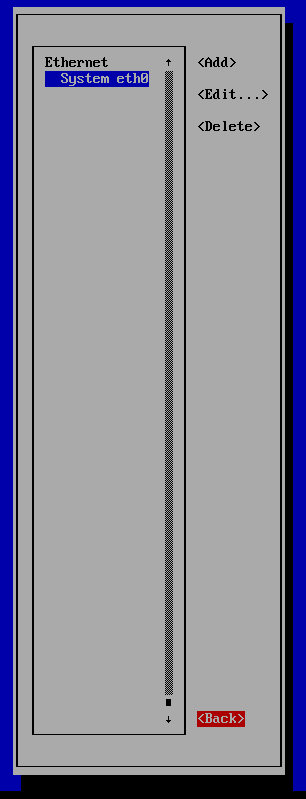 Ethernet
System eth0
<Add>
<Edit...>
<Delete>
<Back>